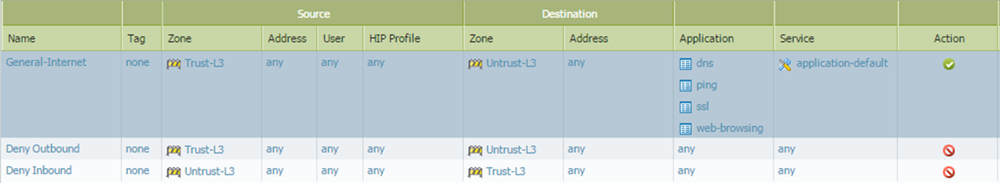 Source Destination
Name Tag Zone Address User HIP Profile Zone Address Application Service Action
General-Internet none Trust-L3 any any any Untrust-L3 any dns application-default
ping
ssl
web-browsing
Deny Outbound none Trust-L3 any any any Untrust-L3 any any any
Deny Inbound none Untrust-L3 any any any Trust-L3 any any any